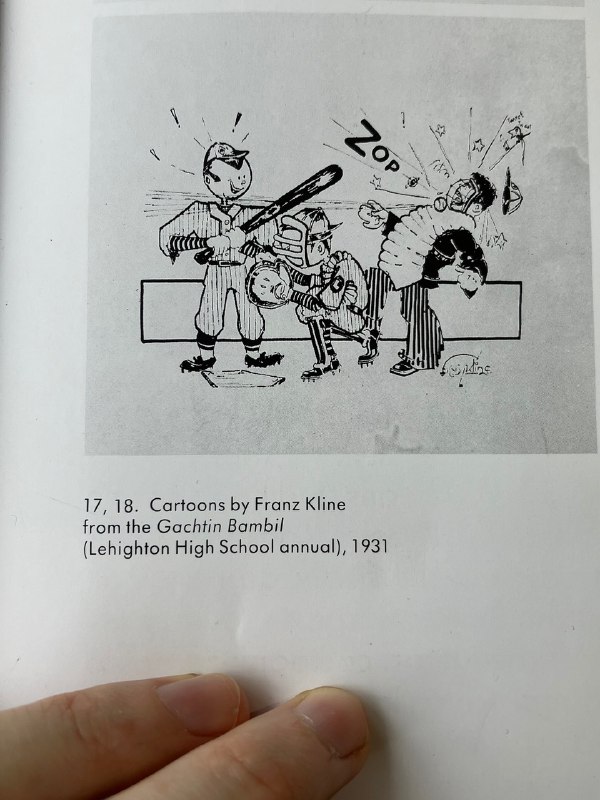 ZOP
17, 18. Cartoons by Franz Kline
from the Gachtin Bambil
(Lehighton High School annual), 1931